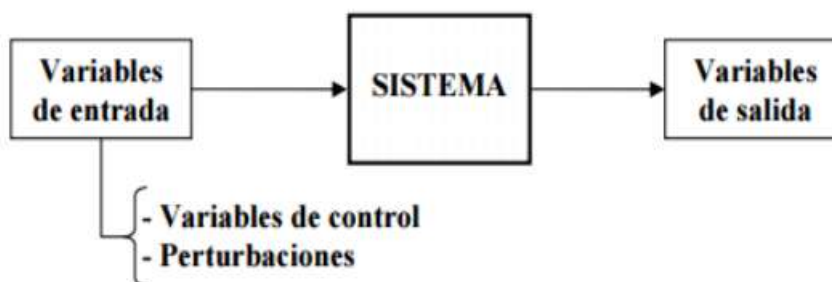 Variables
de entrada
SISTEMA
Variables
de salida
- Variables de control
- Perturbaciones